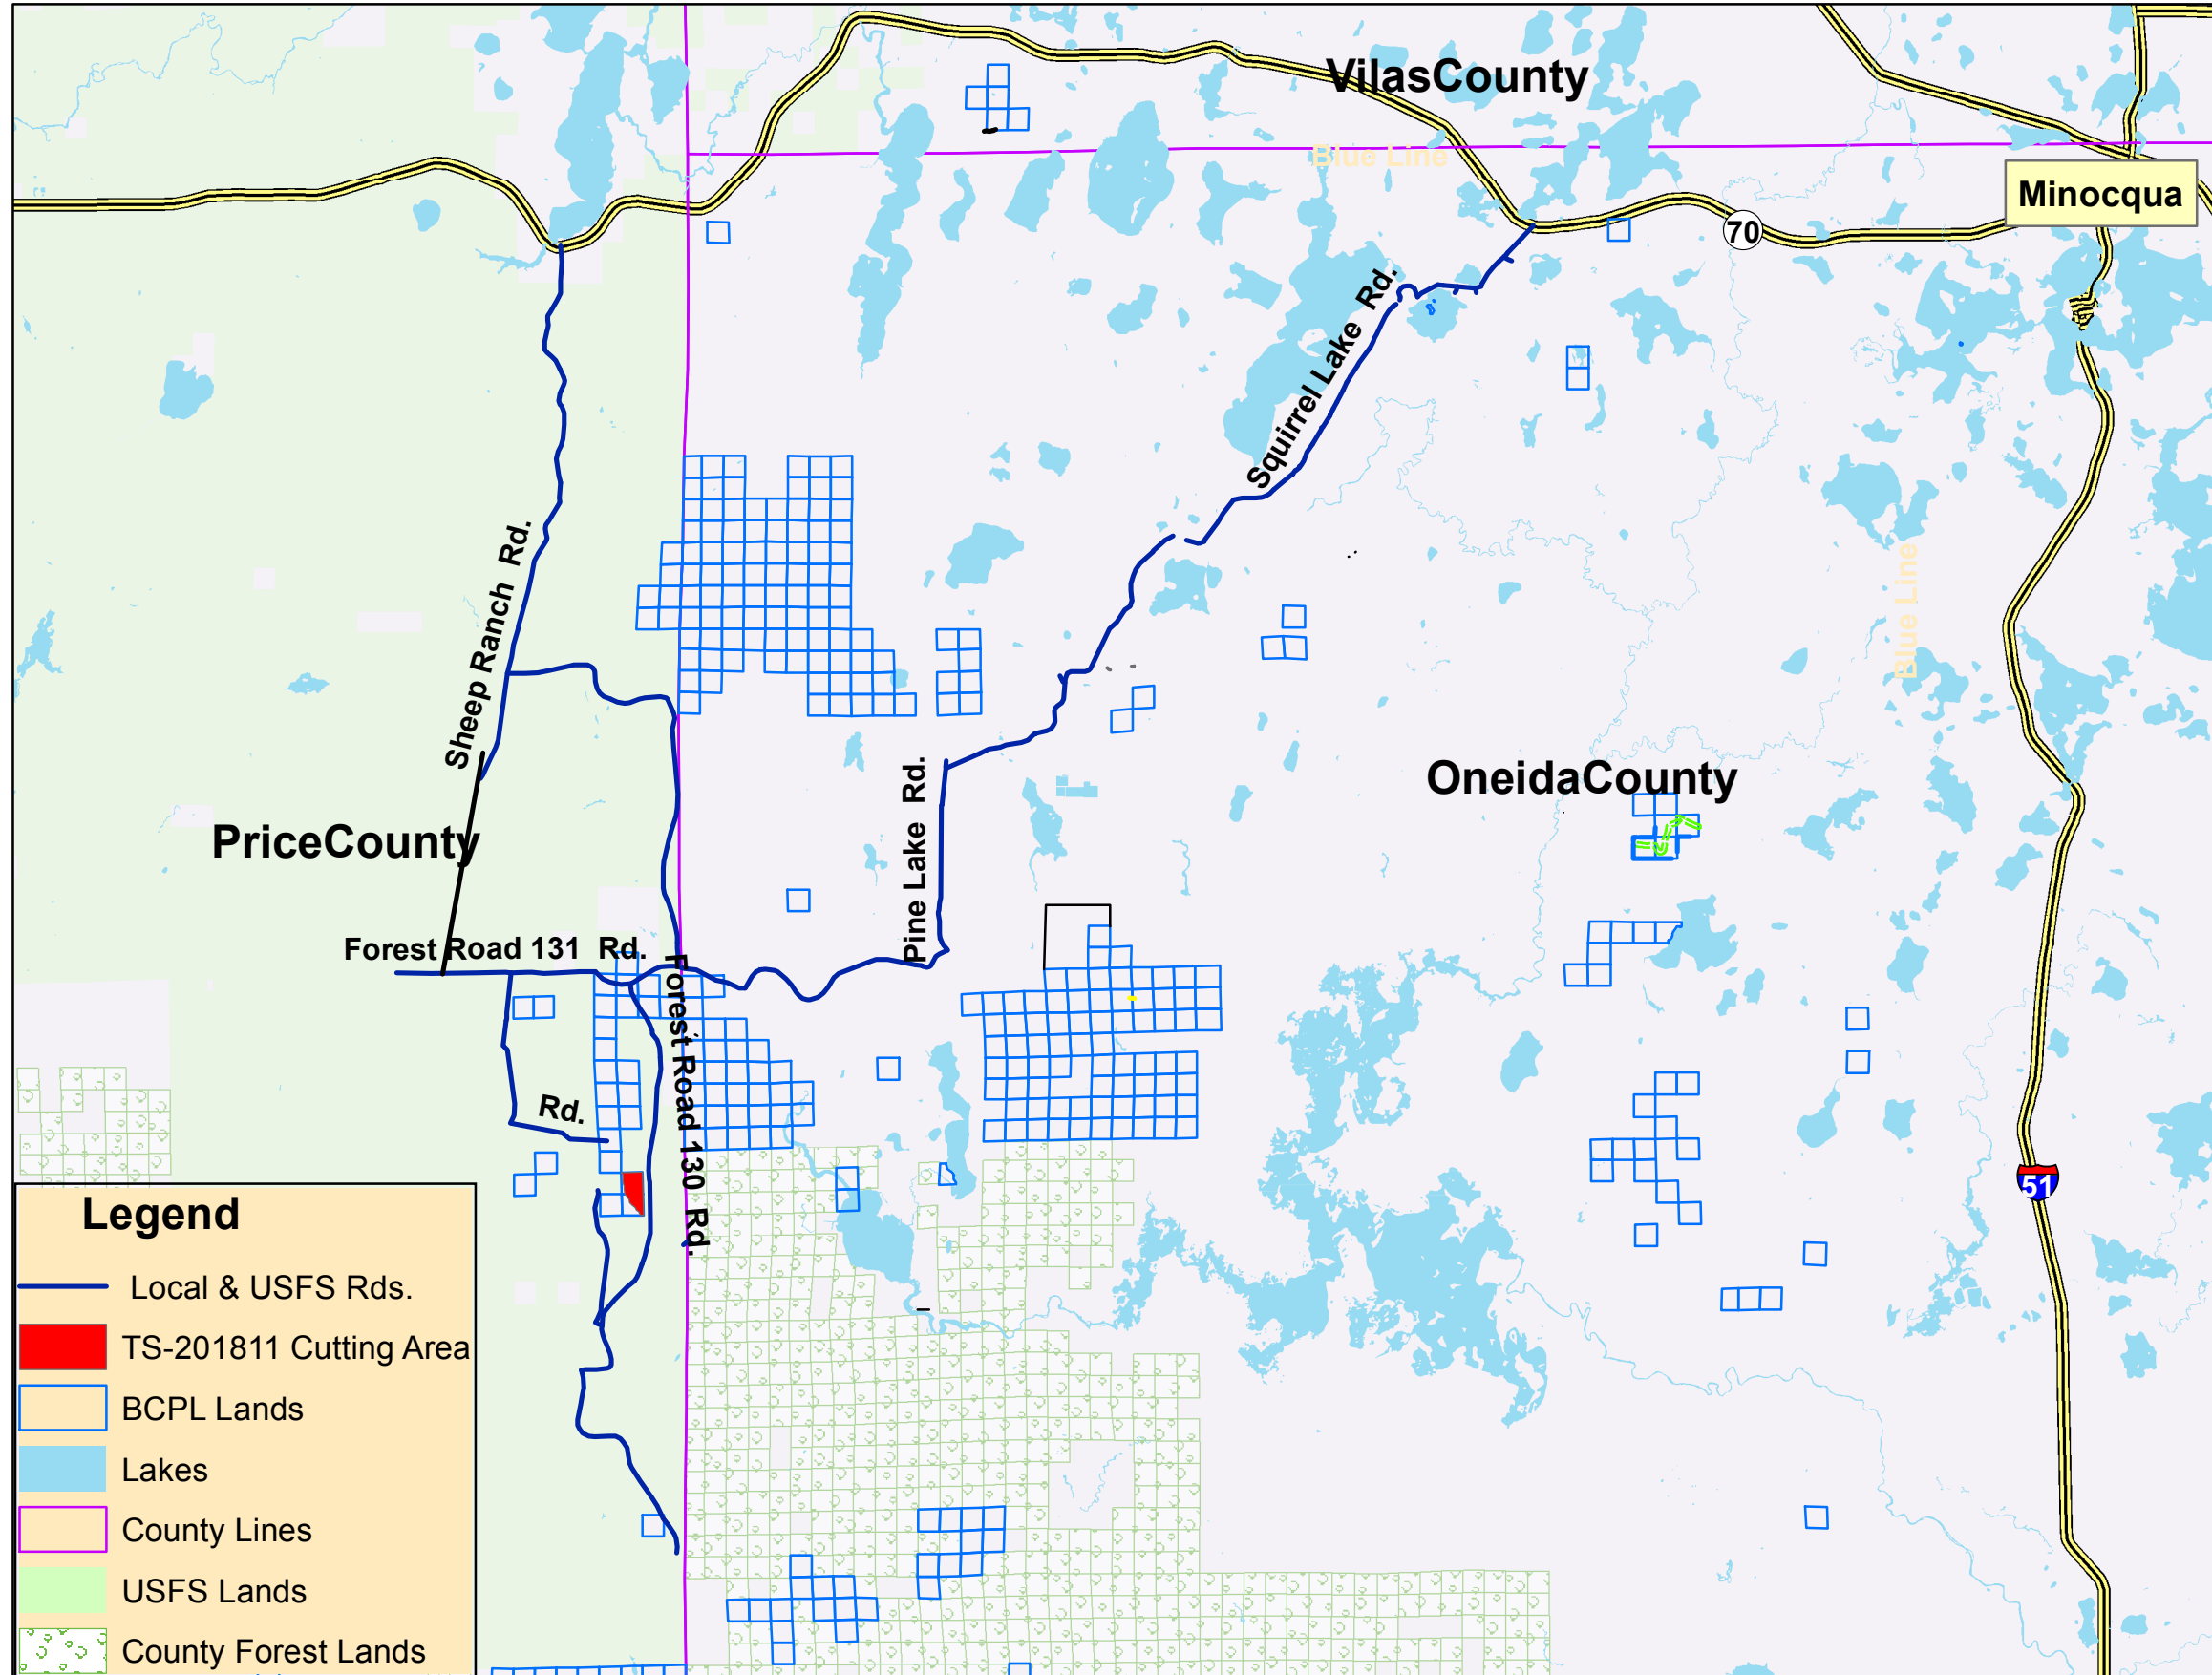 VilasCounty
Blue Line
Minocqua
70
Squirrel Lake Rd.
Sheep Ranch Rd.
Blue Line
OneidaCounty
PriceCounty
Pine Lake Rd.
Forest Road 131 Rd.
Forest Road 130 Rd.
Rd.
51
Legend
Local & USFS Rds.
TS-201811 Cutting Area
BCPL Lands
Lakes
County Lines
USFS Lands
County Forest Lands